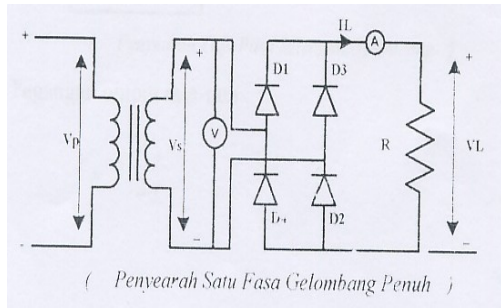 +
IL
A
+
D1
D3
Vp
Vs
V
R
VL
D4
D2
-
-
-
( Penyearah Satu Fasa Gelombang Penuh )